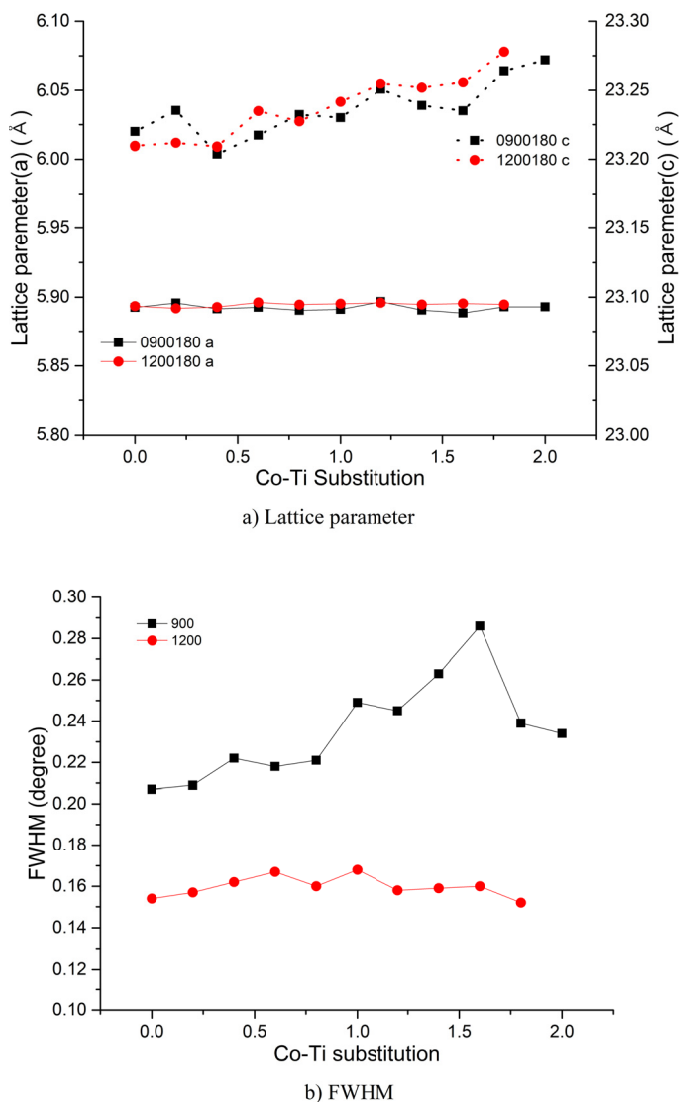 6.10
6.05
6.00
5.95
5.90
5.85
5.80
Lattice paremeter(a) ( Å )
23.30
23.25
23.20
23.15
23.10
23.05
23.00
Lattice paremeter(c) ( Å )
0900180 c
1200180 c
0900180 a
1200180 a
0.0 0.5 1.0 1.5 2.0
Co-Ti Substitution
a) Lattice parameter
0.30
0.28
0.26
0.24
0.22
0.20
0.18
0.16
0.14
0.12
0.10
FWHM (degree)
900
1200
0.0 0.5 1.0 1.5 2.0
Co-Ti substitution
b) FWHM